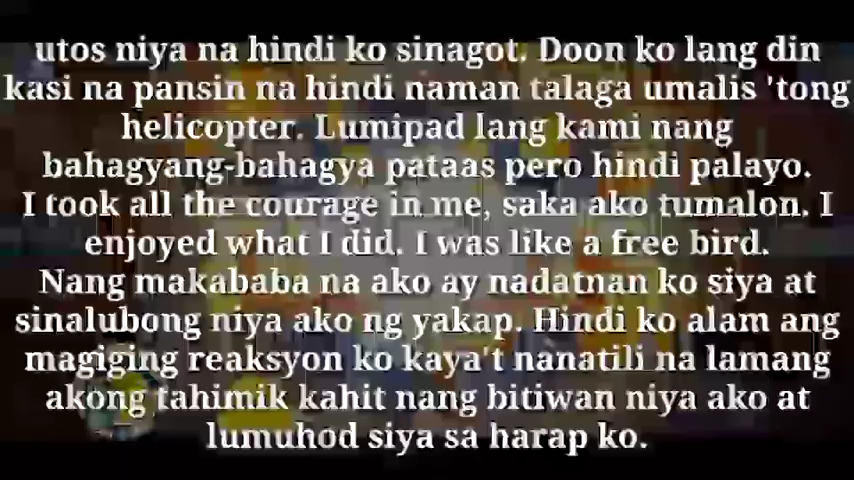 utos niya na hindi ko sinagot. Doon ko lang din
kasi na pansin na hindi naman talaga umalis 'tong
helicopter. Lumipad lang kami nang
bahagyang-bahagya pataas pero hindi palayo.
I took all the courage in me, saka ako tumalon. I
enjoyed what I did. I was like a free bird.
Nang makababa na ako ay nadatnan ko siya at
sinalubong niya ako ng yakap. Hindi ko alam ang
magiging reaksyon ko kaya't nanatili na lamang
akong tahimik kahit nang bitiwan niya ako at
lumuhod siya sa harap ko.